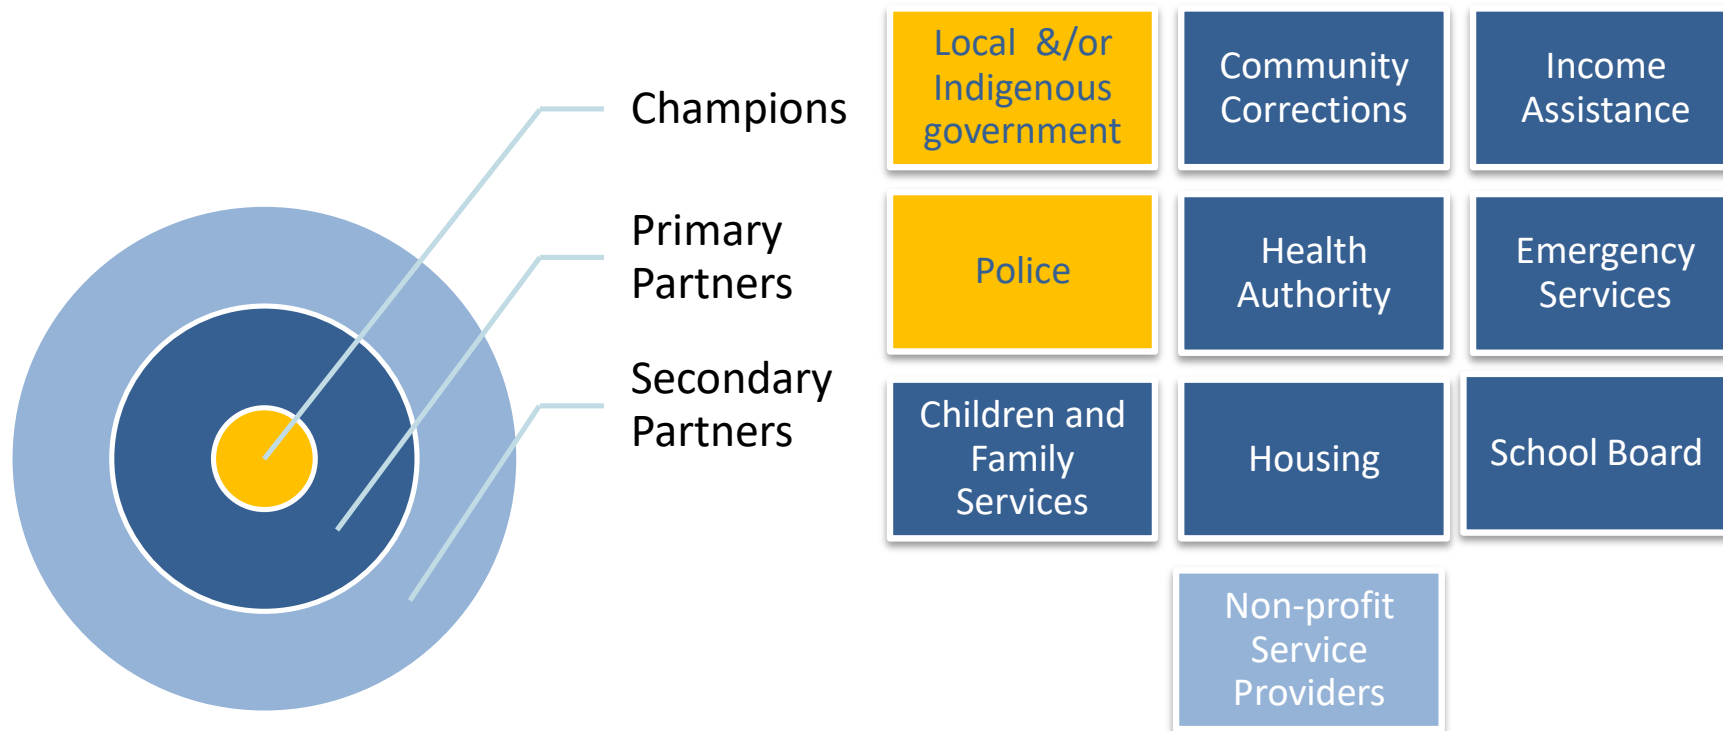 Champions
Primary
Partners
Secondary
Partners
Local &/or
Indigenous
government
Community
Corrections
Income
Assistance
Police
Health
Authority
Emergency
Services
Children and
Family
Services
Housing
School Board
Non-profit
Service
Providers